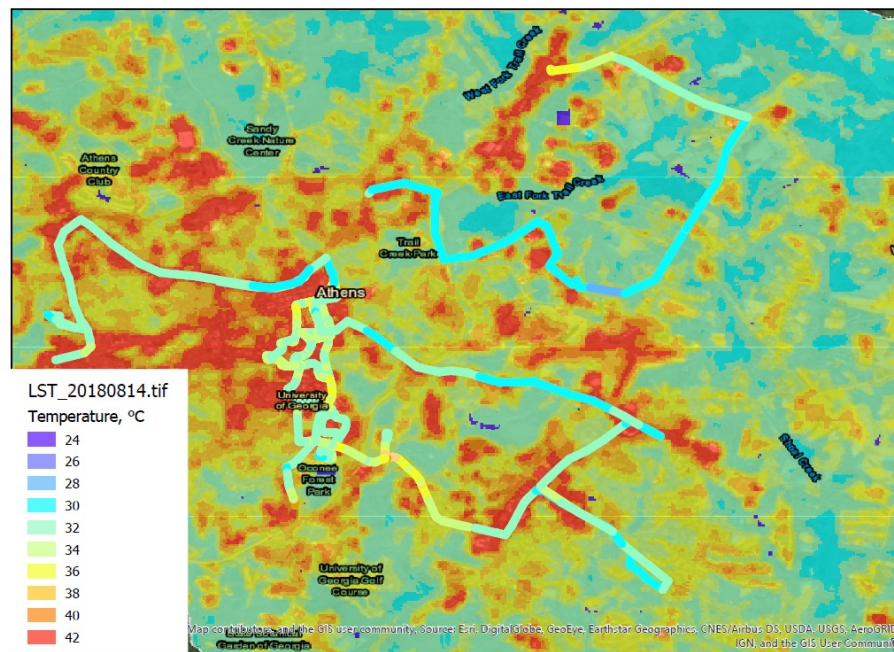 West Fork Trail Creek
Sandy
Creek Nature
Center
Athens
Country
Club
East Fork Trail Creek
Trail
Creek Park
Athens
LST_20180814.tif
Temperature, ºC
24
26
28
30
32
34
36
38
40
42
University
of Georgia
Oconee
Forest
Park
Shoal Creek
University of
Georgia Golf
Course
Map contributors, and the GIS user community, Source: Esri, DigitalGlobe, GeoEye, Earthstar Geographics, CNES/Airbus DS, USDA, USGS, AeroGRID
IGN, and the GIS User Communit
Garden of Georgia